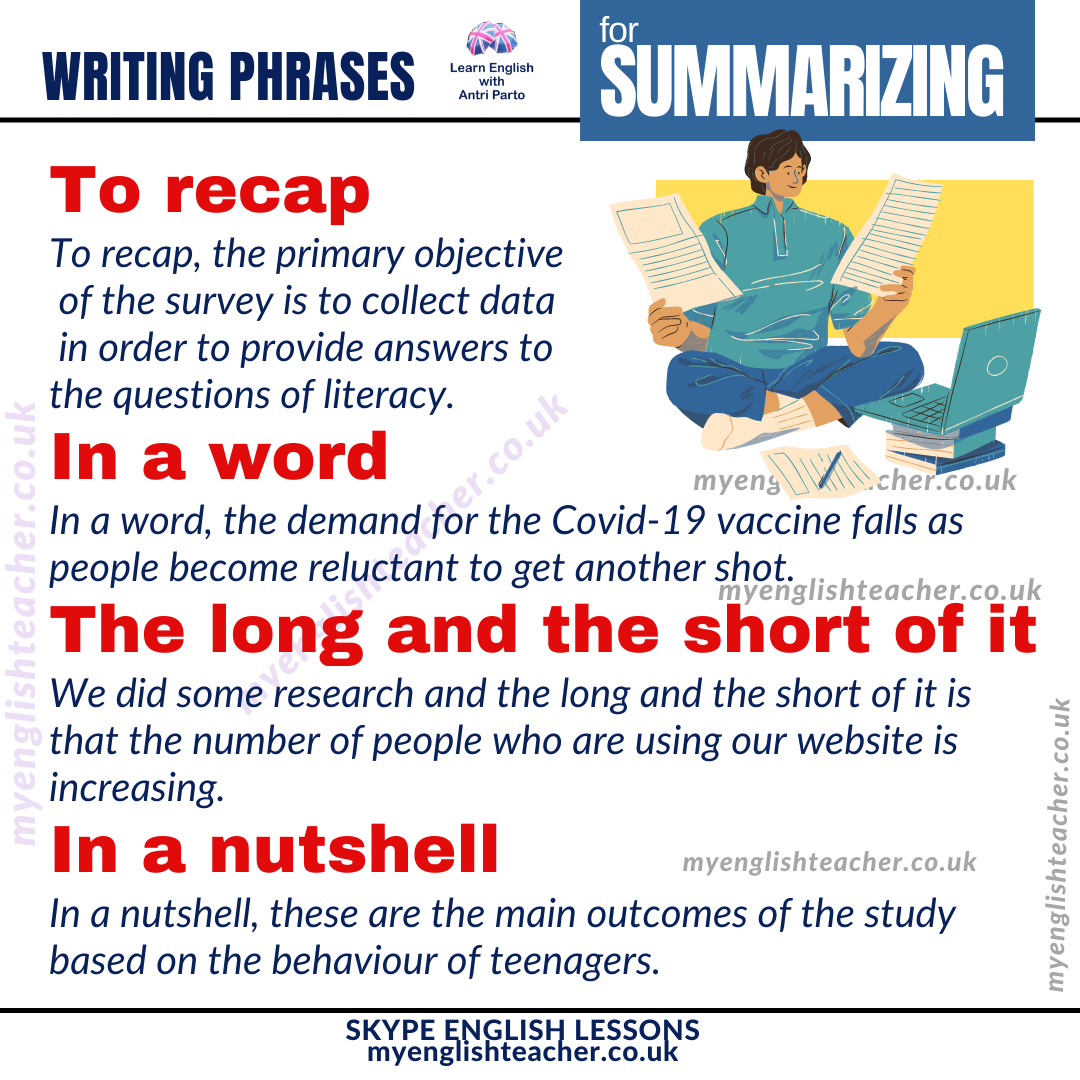 WRITING PHRASES
Learn English
with
Antri Parto
for
SUMMARIZING
To recap
To recap, the primary objective
of the survey is to collect data
in order to provide answers to
the questions of literacy.
In a word
myeng cher.co.uk
In a word, the demand for the Covid-19 vaccine falls as
people become reluctant to get another shot.
myenglishteacher.co.uk
The long and the short of it
We did some research and the long and the short of it is
that the number of people who are using our website is
increasing.
In a nutshell
myenglishteacher.co.uk
In a nutshell, these are the main outcomes of the study
based on the behaviour of teenagers.
myenglishteacher.co.uk
myenglishteacher.co.uk
myenglishteacher.co.uk
SKYPE ENGLISH LESSONS
myenglishteacher.co.uk